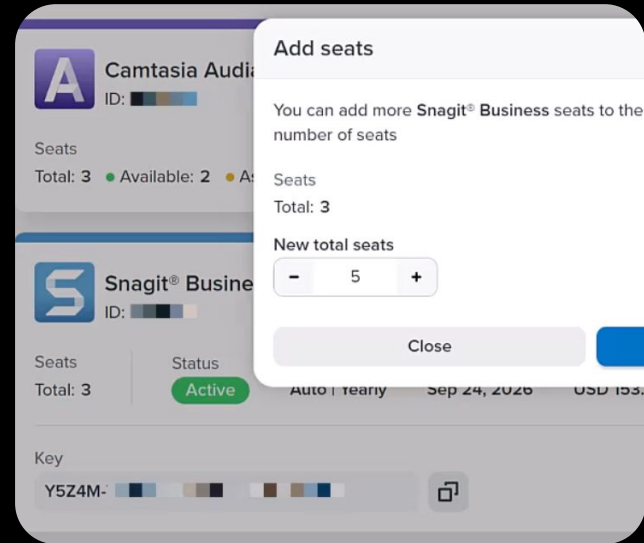 Add seats
Camtasia Audi
ID:
You can add more Snagit® Business seats to the
number of seats
Seats
Total: 3 Available: 2
Seats
Total: 3
New total seats
- 5 +
Snagit® Busine
ID:
Close
Seats Status
Total: 3 Active Auto | Yearly Sep 24, 2026 USD 153.
Key
Y5Z4M-